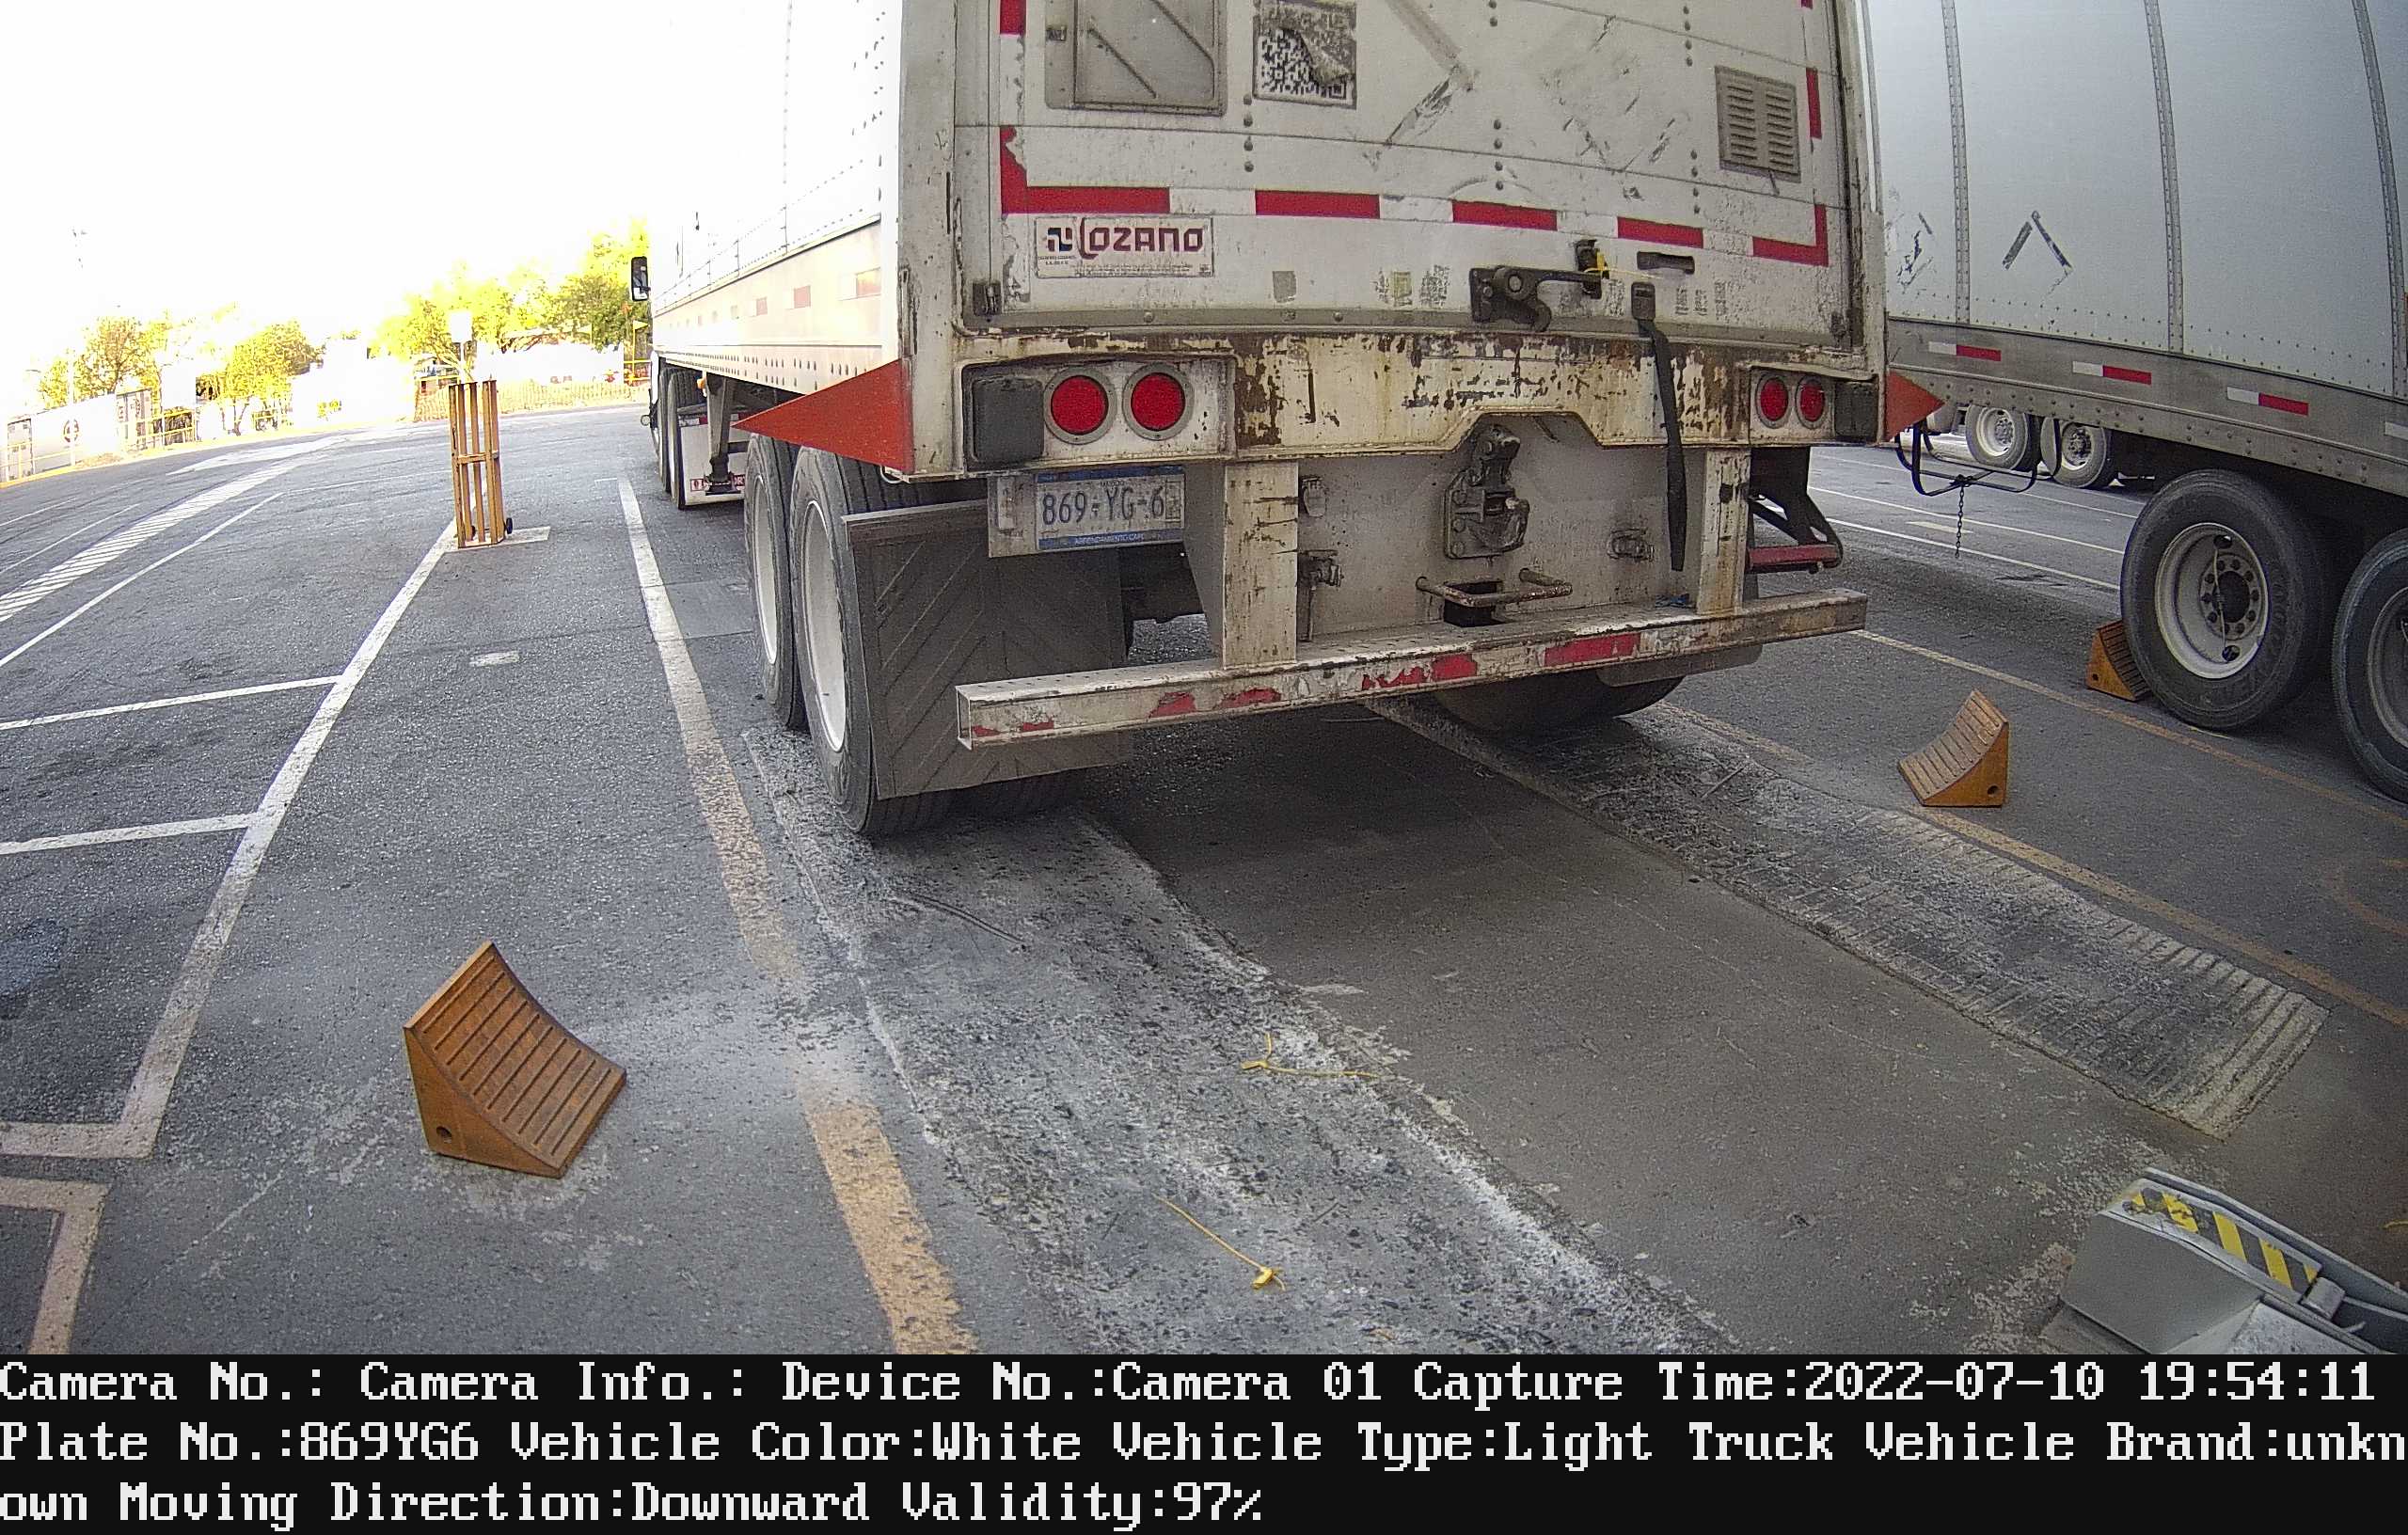 LOZANO
869-YG-6
ARRENDAMIENTO CAPC
Camera No.: Camera Info.: Device No.:Camera 01 Capture Time:2022-07-10 19:54:11
Plate No.:869YG6 Vehicle Color:White Vehicle Type:Light Truck Vehicle Brand:unkn
own Moving Direction:Downward Validity:97%